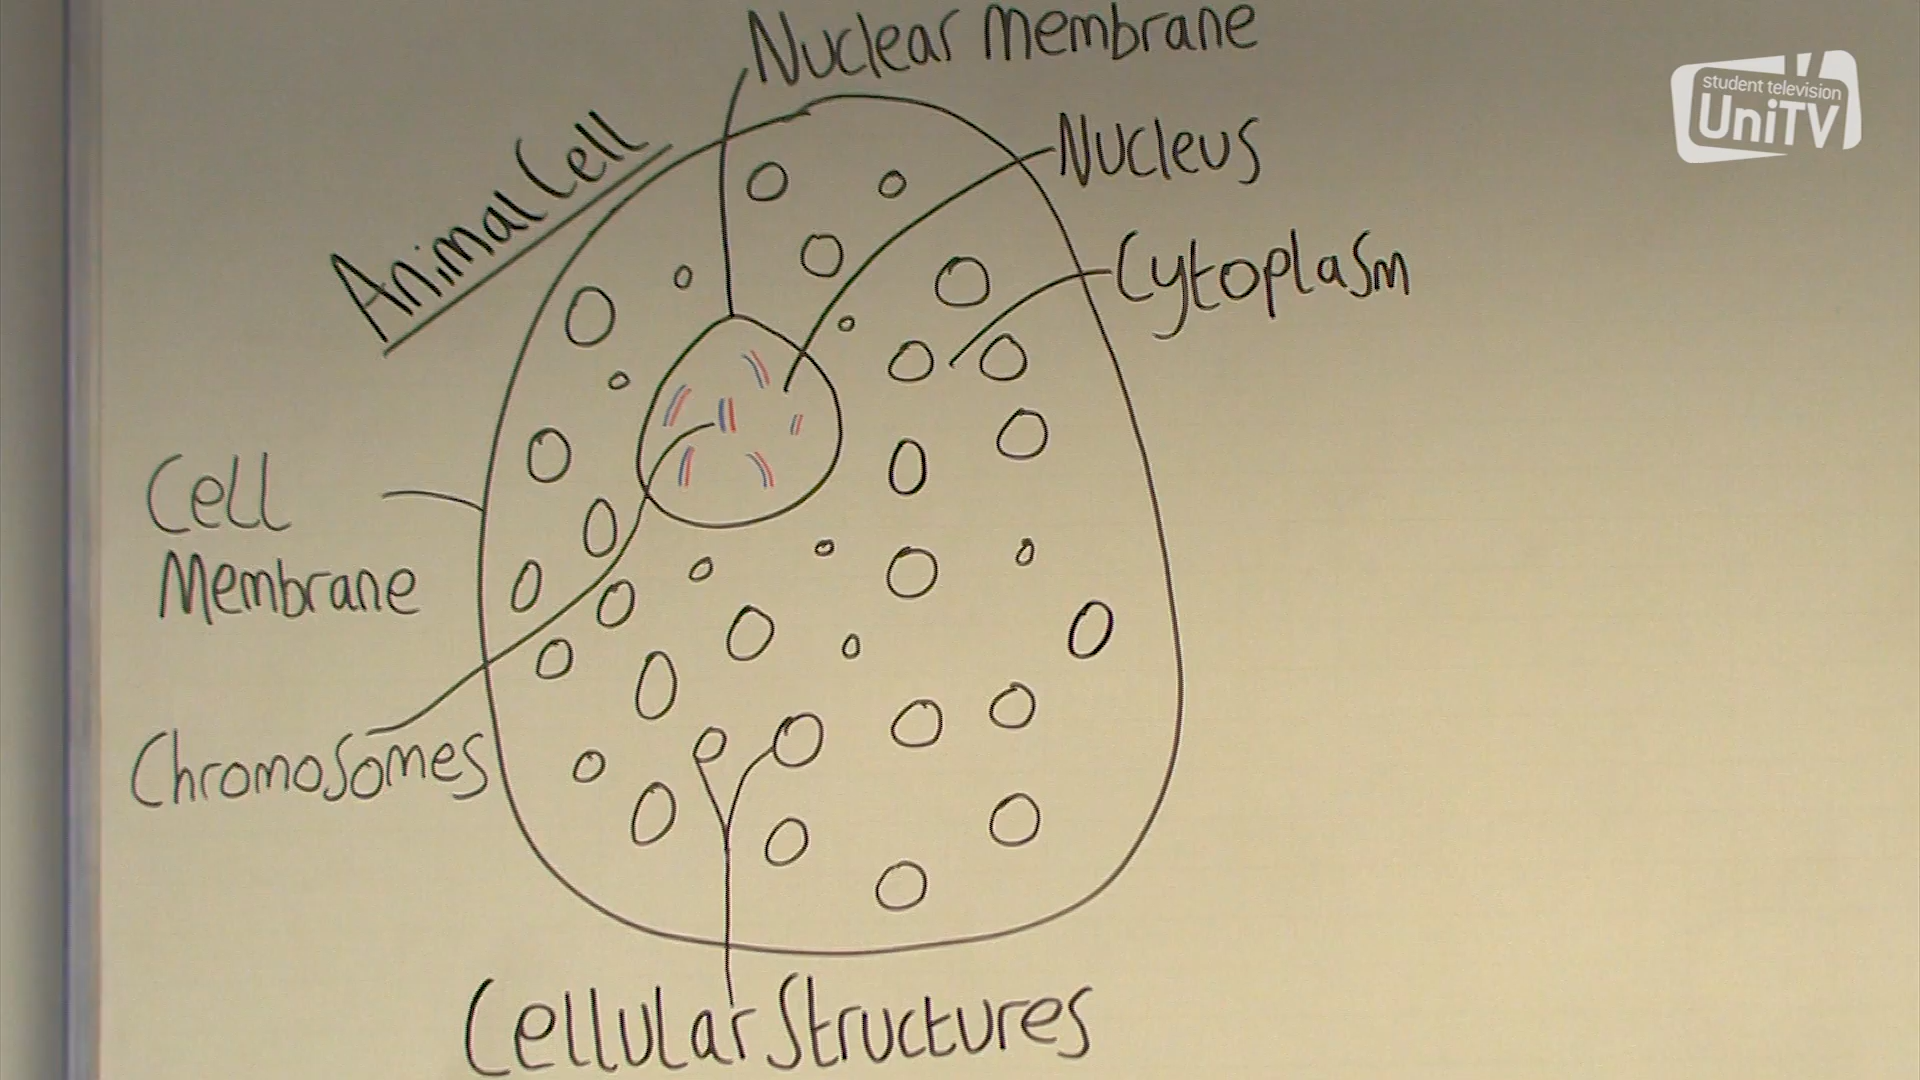 Nuclear Membrane
student television
UniTV
Nucleus
Animal Cell
Cytoplasm
Cell
Membrane
Chromosomes
Cellular Structures